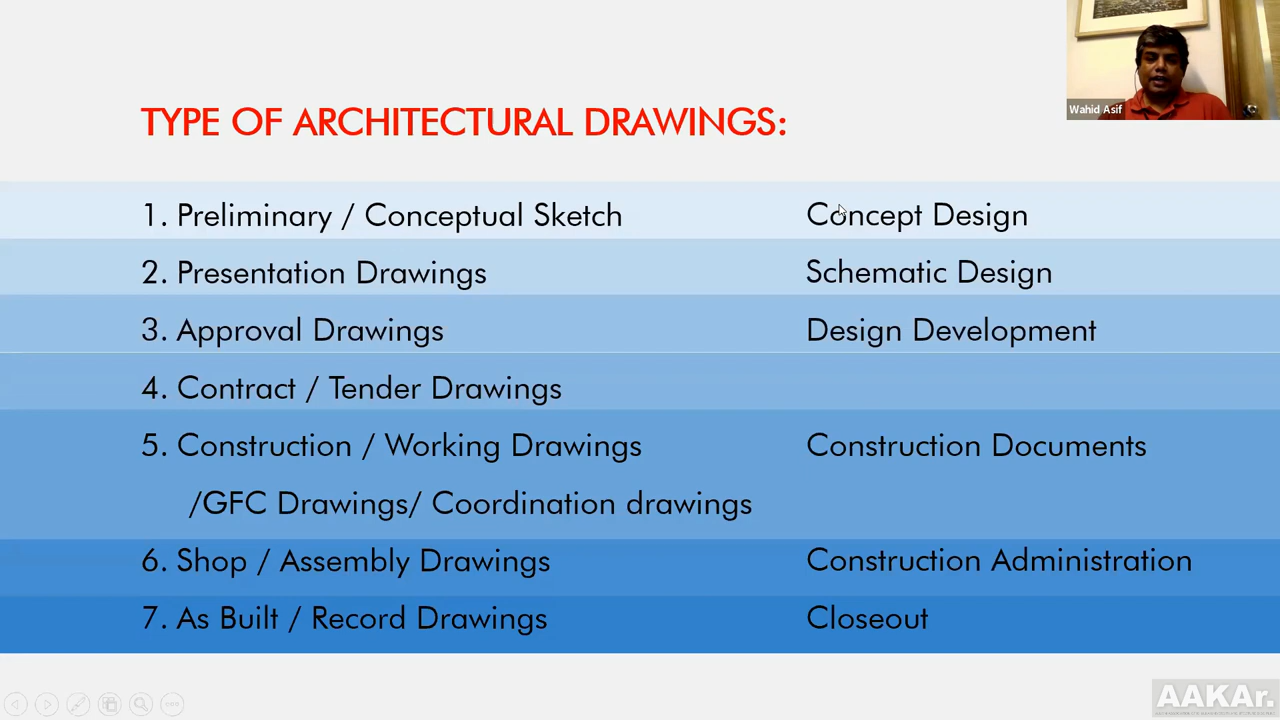 Wahid Asif
TYPE OF ARCHITECTURAL DRAWINGS:
1. Preliminary / Conceptual Sketch Concept Design
2. Presentation Drawings Schematic Design
3. Approval Drawings Design Development
4. Contract / Tender Drawings
5. Construction / Working Drawings Construction Documents
/GFC Drawings/ Coordination drawings
6. Shop / Assembly Drawings Construction Administration
7. As Built / Record Drawings Closeout
AAKAr.